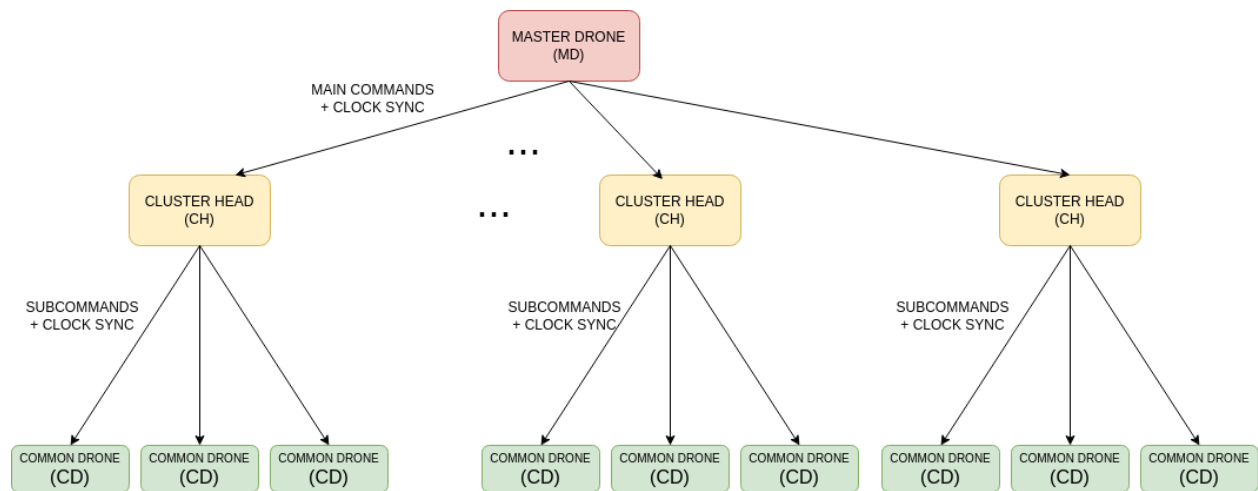 MASTER DRONE
(MD)
MAIN COMMANDS
+ CLOCK SYNC
...
CLUSTER HEAD
(CH)
...
CLUSTER HEAD
(CH)
CLUSTER HEAD
(CH)
SUBCOMMANDS
+ CLOCK SYNC
SUBCOMMANDS
+ CLOCK SYNC
SUBCOMMANDS
+ CLOCK SYNC
COMMON DRONE
(CD)
COMMON DRONE
(CD)
COMMON DRONE
(CD)
COMMON DRONE
(CD)
COMMON DRONE
(CD)
COMMON DRONE
(CD)
COMMON DRONE
(CD)
COMMON DRONE
(CD)
COMMON DRONE
(CD)